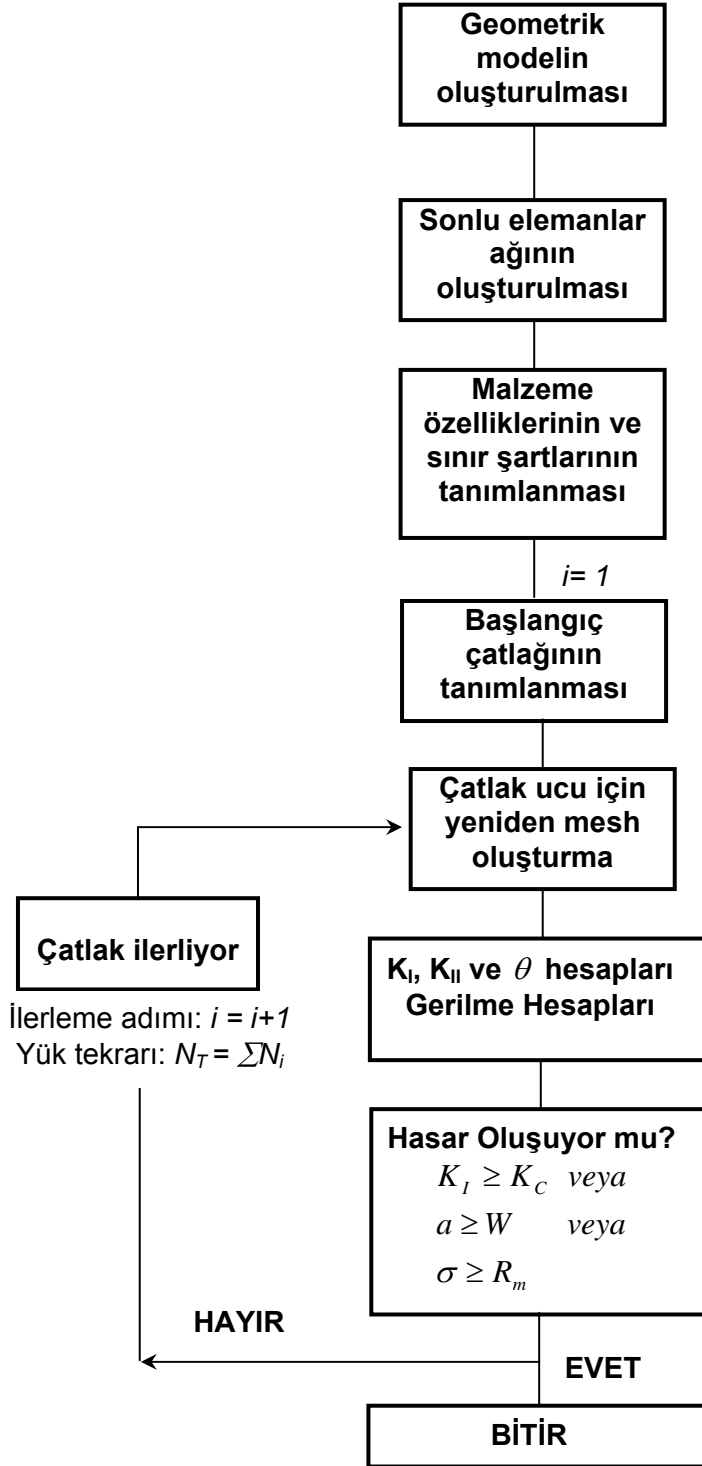 Geometrik
modelin
oluşturulması
Sonlu elemanlar
ağının
oluşturulması
Malzeme
özelliklerinin ve
sınır şartlarının
tanımlanması
i= 1
Başlangıç
çatlağının
tanımlanması
Çatlak ucu için
yeniden mesh
oluşturma
Çatlak ilerliyor
İlerleme adımı: i = i+1
Yük tekrarı: N_T = ∑N_i
K_I, K_II ve θ hesapları
Gerilme Hesapları
Hasar Oluşuyor mu?
K_I ≥ K_C veya
a ≥ W veya
σ ≥ R_m
HAYIR
EVET
BİTİR